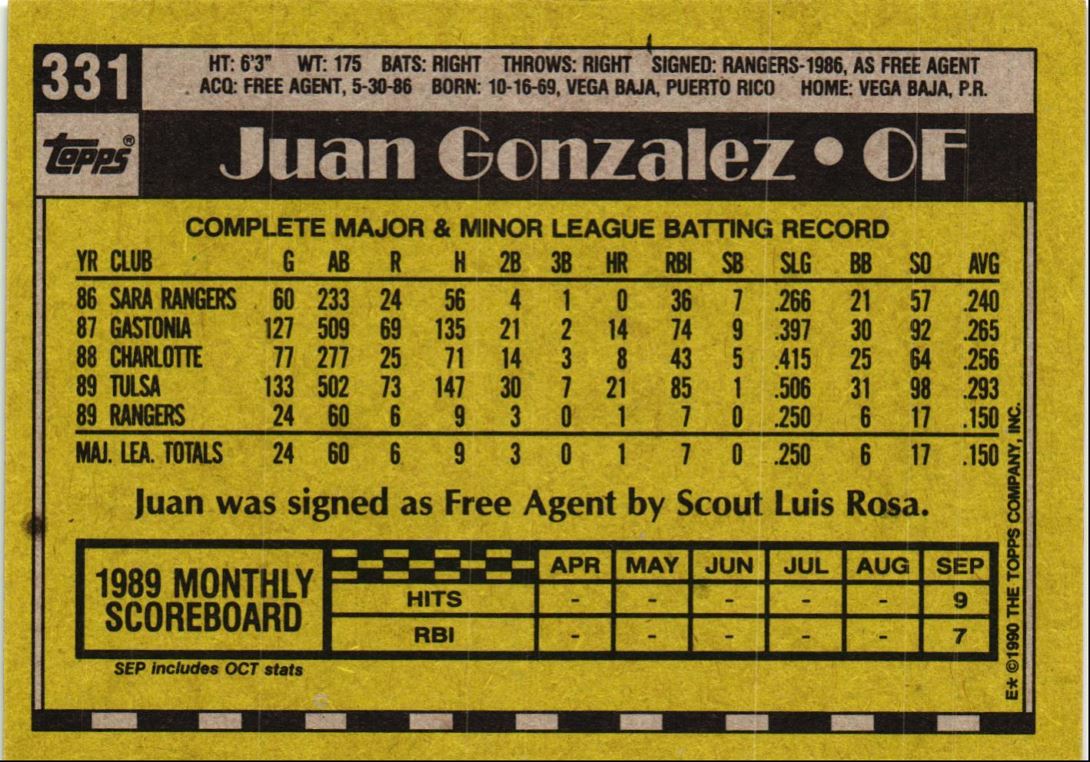 331
HT: 6'3" WT: 175 BATS: RIGHT THROWS: RIGHT SIGNED: RANGERS-1986, AS FREE AGENT
ACQ: FREE AGENT, 5-30-86 BORN: 10-16-69, VEGA BAJA, PUERTO RICO HOME: VEGA BAJA, P.R.
topps®
Juan Gonzalez • OF
COMPLETE MAJOR & MINOR LEAGUE BATTING RECORD
YR CLUB G AB R H 2B 3B HR RBI SB SLG BB SO AVG
86 SARA RANGERS 60 233 24 56 4 1 0 36 7 .266 21 57 .240
87 GASTONIA 127 509 69 135 21 2 14 74 9 .397 30 92 .265
88 CHARLOTTE 77 277 25 71 14 3 8 43 5 .415 25 64 .256
89 TULSA 133 502 73 147 30 7 21 85 1 .506 31 98 .293
89 RANGERS 24 60 6 9 3 0 1 7 0 .250 6 17 .150
MAJ. LEA. TOTALS 24 60 6 9 3 0 1 7 0 .250 6 17 .150
Juan was signed as Free Agent by Scout Luis Rosa.
1989 MONTHLY
SCOREBOARD
APR MAY JUN JUL AUG SEP
HITS - - - - - 9
RBI - - - - - 7
SEP includes OCT stats
E* ©1990 THE TOPPS COMPANY, INC.